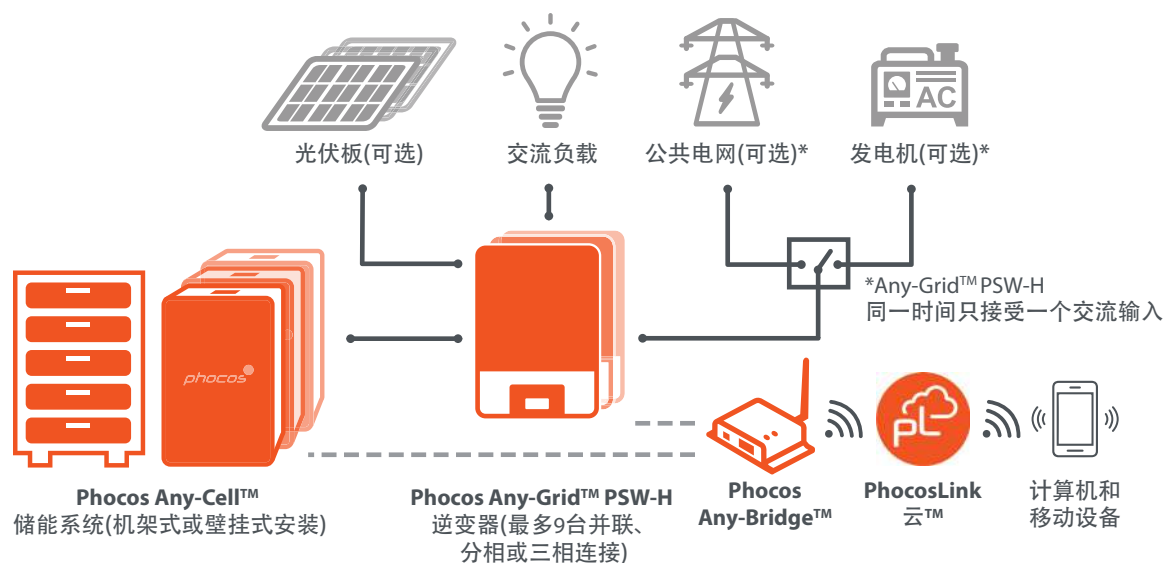 AC
光伏板(可选)
交流负载
公共电网(可选)*
发电机(可选)*
*Any-Grid™ PSW-H
同一时间只接受一个交流输入
phocos
pL
Phocos Any-Cell™
储能系统(机架式或壁挂式安装)
Phocos Any-Grid™ PSW-H
逆变器(最多9台并联、
分相或三相连接)
Phocos
Any-Bridge™
PhocosLink
云™
计算机和
移动设备